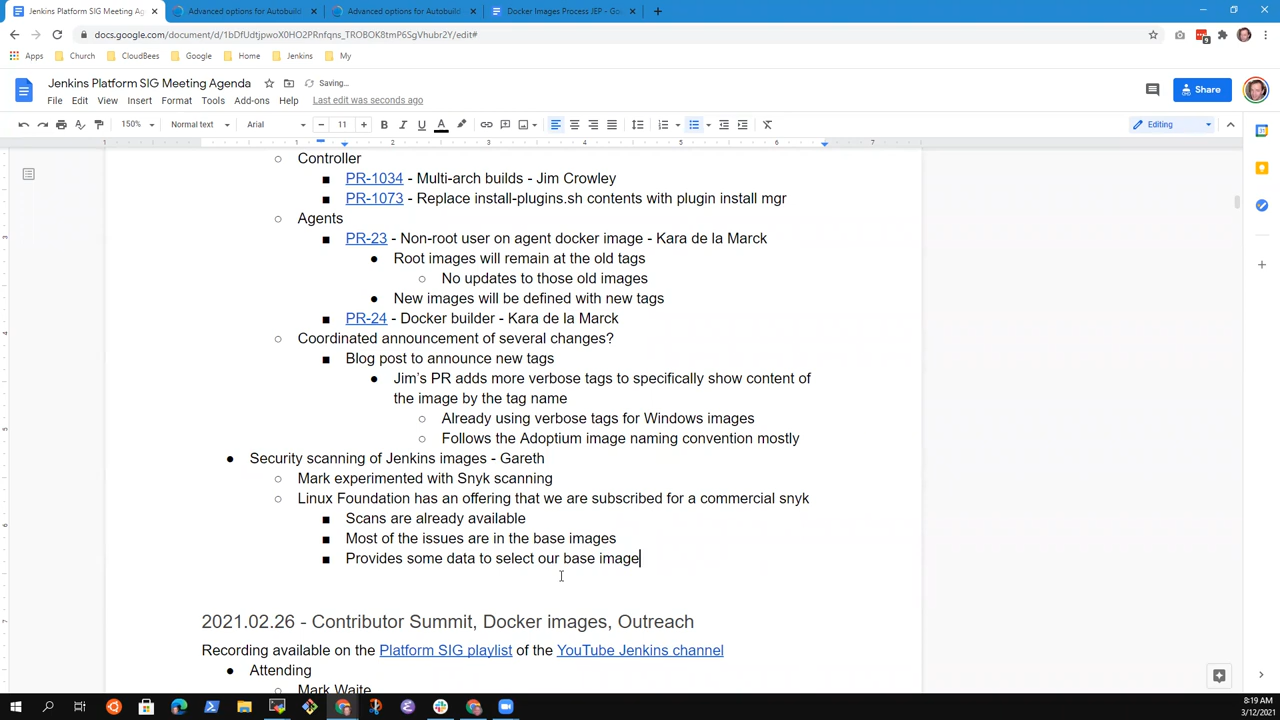 Jenkins Platform SIG Meeting Ag
Advanced options for Autobuild
Advanced options for Autobuild
Docker Images Process JEP - Go
docs.google.com/document/d/1bDfUdtjpwoX0HO2PRnfqns_TROBOK8tmP6SgVhubr2Y/edit#
Apps
Church
CloudBees
Google
Home
Jenkins
My
Jenkins Platform SIG Meeting Agenda
Saving...
File Edit View Insert Format Tools Add-ons Help Last edit was seconds ago
Share
150% Normal text Arial 11 Editing
1 1 2 3 4 5 6 7
Controller
PR-1034 - Multi-arch builds - Jim Crowley
PR-1073 - Replace install-plugins.sh contents with plugin install mgr
Agents
PR-23 - Non-root user on agent docker image - Kara de la Marck
Root images will remain at the old tags
No updates to those old images
New images will be defined with new tags
PR-24 - Docker builder - Kara de la Marck
Coordinated announcement of several changes?
Blog post to announce new tags
Jim's PR adds more verbose tags to specifically show content of
the image by the tag name
Already using verbose tags for Windows images
Follows the Adoptium image naming convention mostly
Security scanning of Jenkins images - Gareth
Mark experimented with Snyk scanning
Linux Foundation has an offering that we are subscribed for a commercial snyk
Scans are already available
Most of the issues are in the base images
Provides some data to select our base image
2021.02.26 - Contributor Summit, Docker images, Outreach
Recording available on the Platform SIG playlist of the YouTube Jenkins channel
Attending
Mark Waite
8:19 AM
3/12/2021